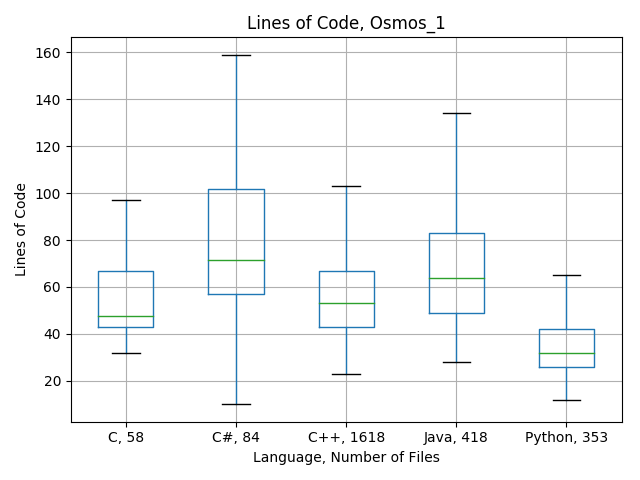 Lines of Code, Osmos_1
160
140
120
100
80
60
40
20
Lines of Code
C, 58 C#, 84 C++, 1618 Java, 418 Python, 353
Language, Number of Files